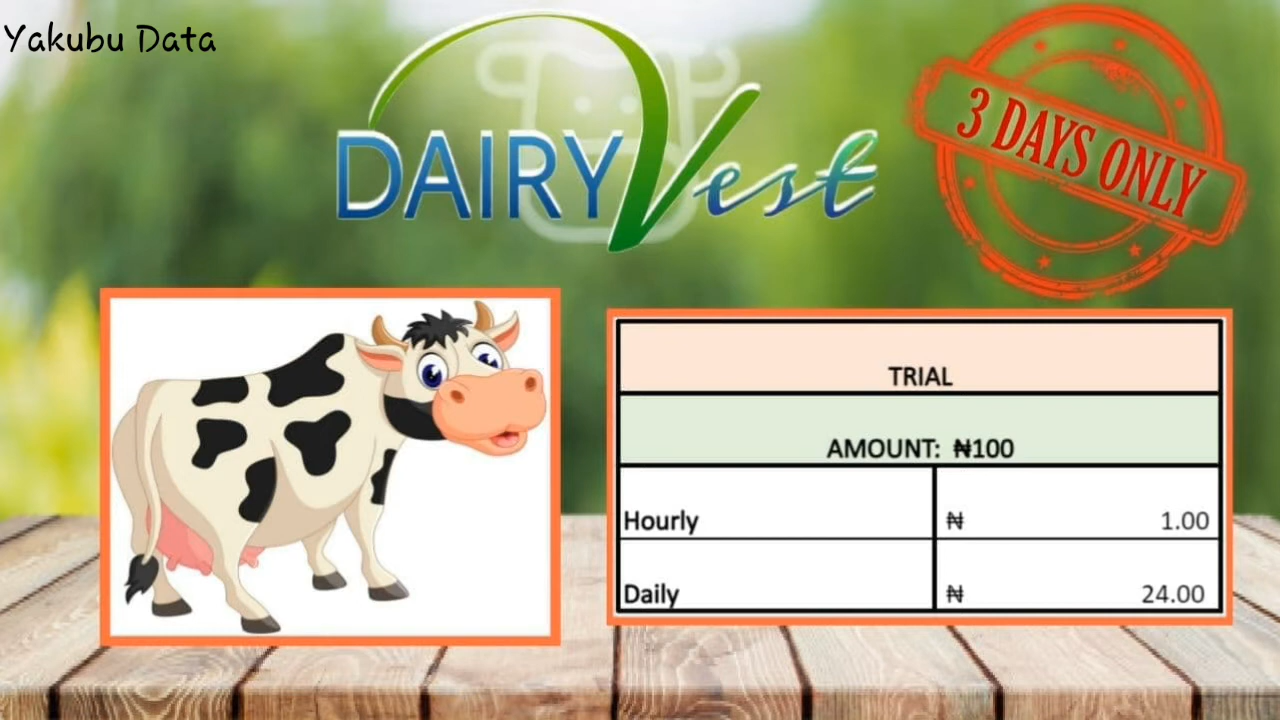 Yakubu Data
DAIRYVest
3 DAYS ONLY
TRIAL
AMOUNT: ₦100
Hourly ₦ 1.00
Daily ₦ 24.00